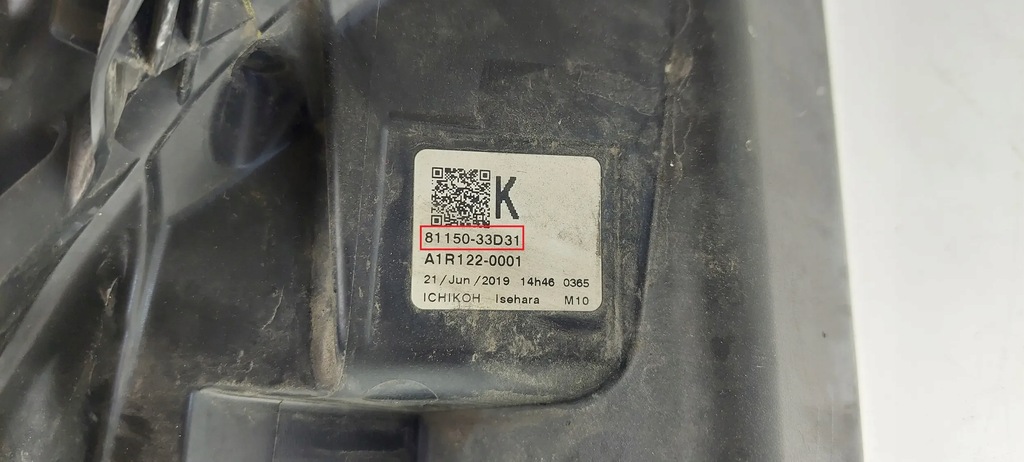 K
81150-33D31
A1R122-0001
21/Jun/2019 14h46 0365
ICHIKOH Isehara M10